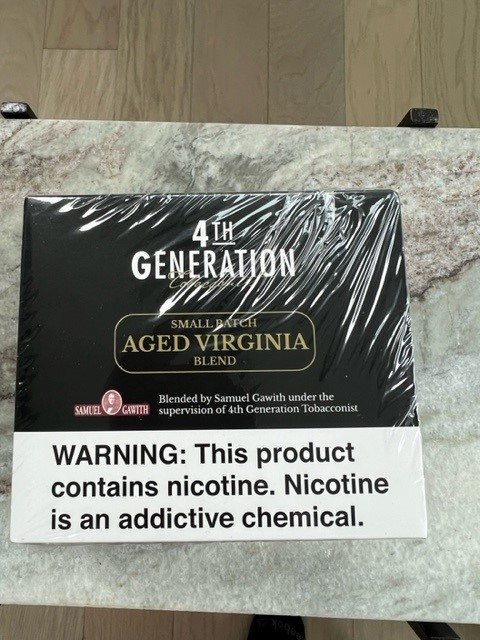 4TH
GENERATION
SMALL BATCH
AGED VIRGINIA
BLEND
SAMUEL GAWITH
Blended by Samuel Gawith under the
supervision of 4th Generation Tobacconist
WARNING: This product
contains nicotine. Nicotine
is an addictive chemical.